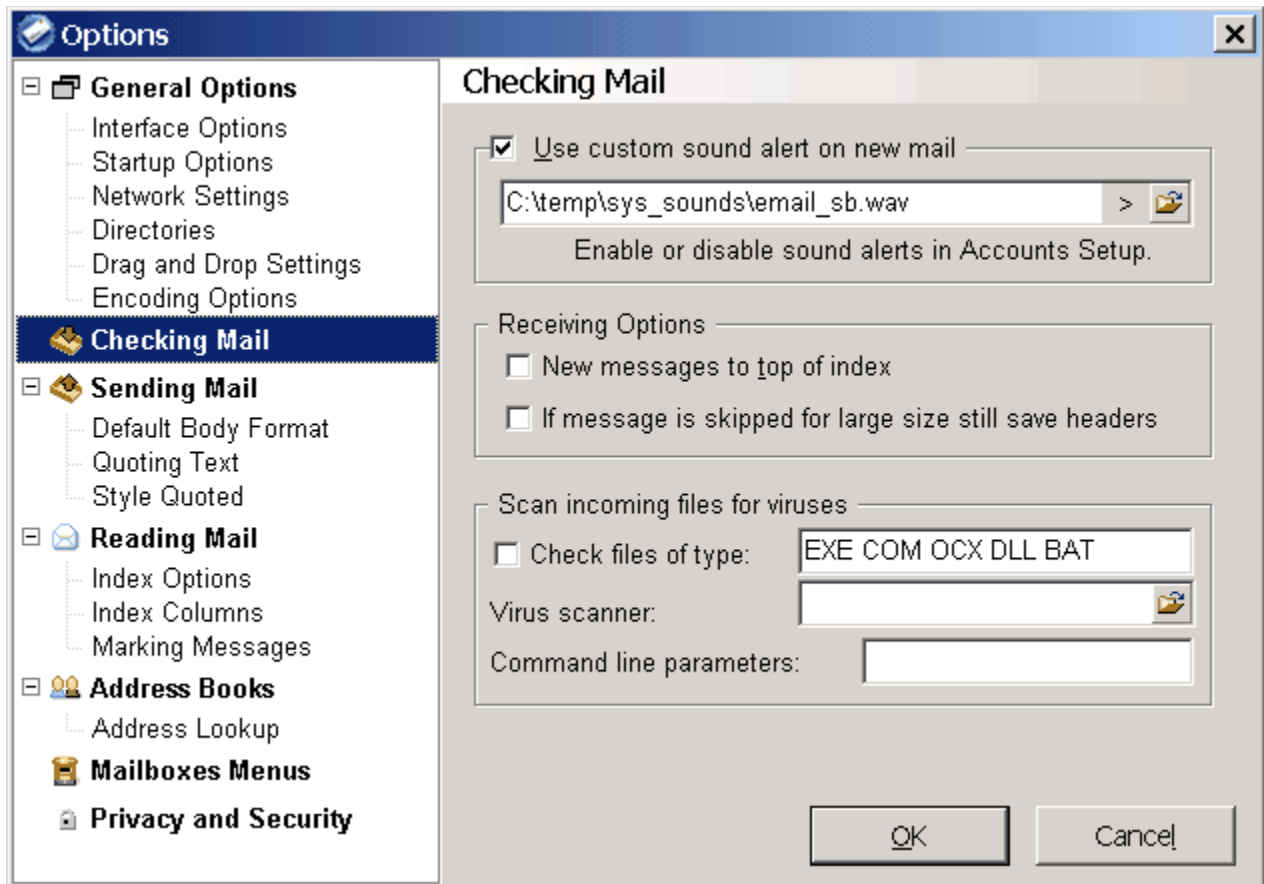 Options
General Options
Interface Options
Startup Options
Network Settings
Directories
Drag and Drop Settings
Encoding Options
Checking Mail
Sending Mail
Default Body Format
Quoting Text
Style Quoted
Reading Mail
Index Options
Index Columns
Marking Messages
Address Books
Address Lookup
Mailboxes Menus
Privacy and Security
Checking Mail
Use custom sound alert on new mail
C:\temp\sys_sounds\email_sb.wav >
Enable or disable sound alerts in Accounts Setup.
Receiving Options
New messages to top of index
If message is skipped for large size still save headers
Scan incoming files for viruses
Check files of type: EXE COM OCX DLL BAT
Virus scanner:
Command line parameters:
OK Cancel